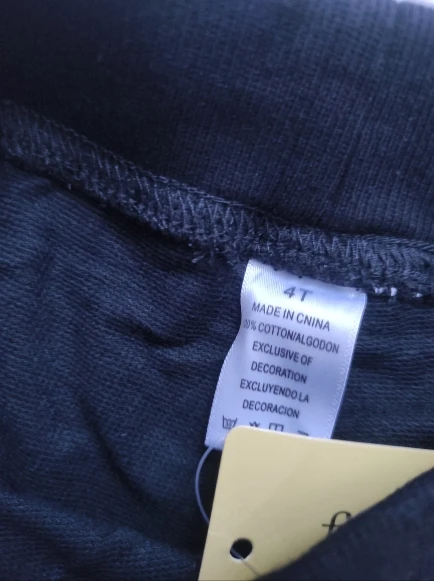 4T
MADE IN CNINA
00% COTTON/ALGODON
EXCLUSIVE OF
DECORATION
EXCLUYENDO LA
DECORACION
f